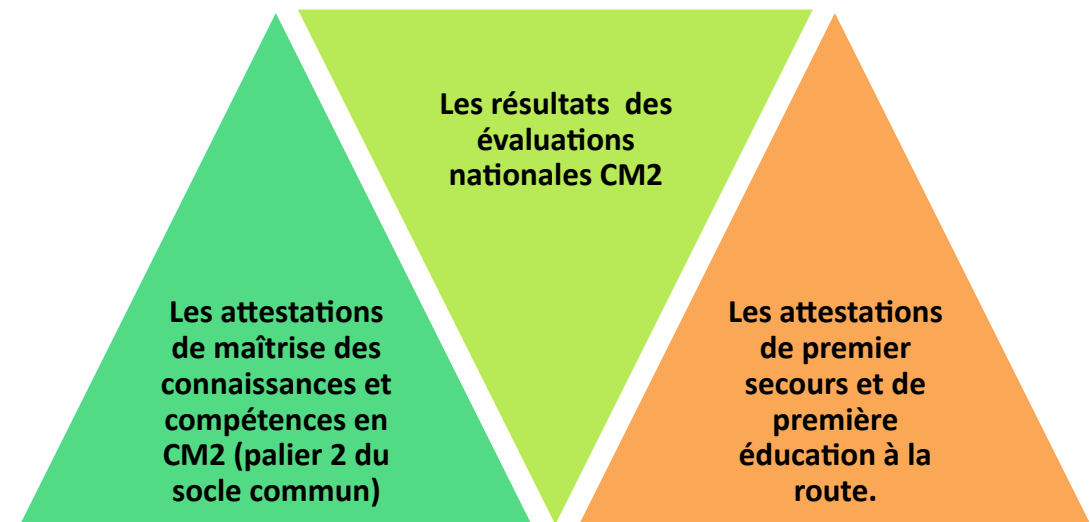 Les résultats des
évaluations
nationales CM2
Les attestations
de maîtrise des
connaissances et
compétences en
CM2 (palier 2 du
socle commun)
Les attestations
de premier
secours et de
première
éducation à la
route.